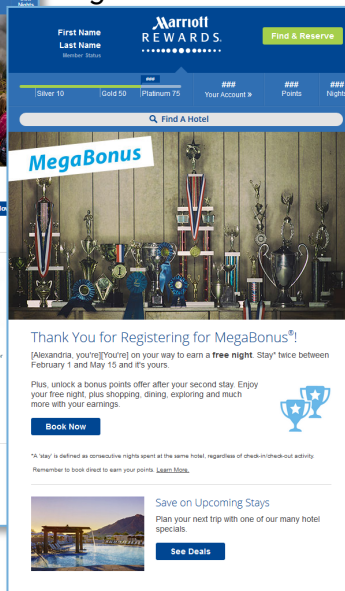 First Name
Last Name
Member Status
Marriott
REWARDS.
Find & Reserve
###
Silver 10
Gold 50
Platinum 75
###
Your Account »
###
Points
###
Nights
Find A Hotel
MegaBonus
Thank You for Registering for MegaBonus®!
[Alexandria, you're][You're] on your way to earn a free night. Stay* twice between
February 1 and May 15 and it's yours.
Plus, unlock a bonus points offer after your second stay. Enjoy
your free night, plus shopping, dining, exploring and much
more with your earnings.
Book Now
*A 'stay' is defined as consecutive nights spent at the same hotel, regardless of check-in/check-out activity.
Remember to book direct to earn your points. Learn More.
Save on Upcoming Stays
Plan your next trip with one of our many hotel
specials.
See Deals